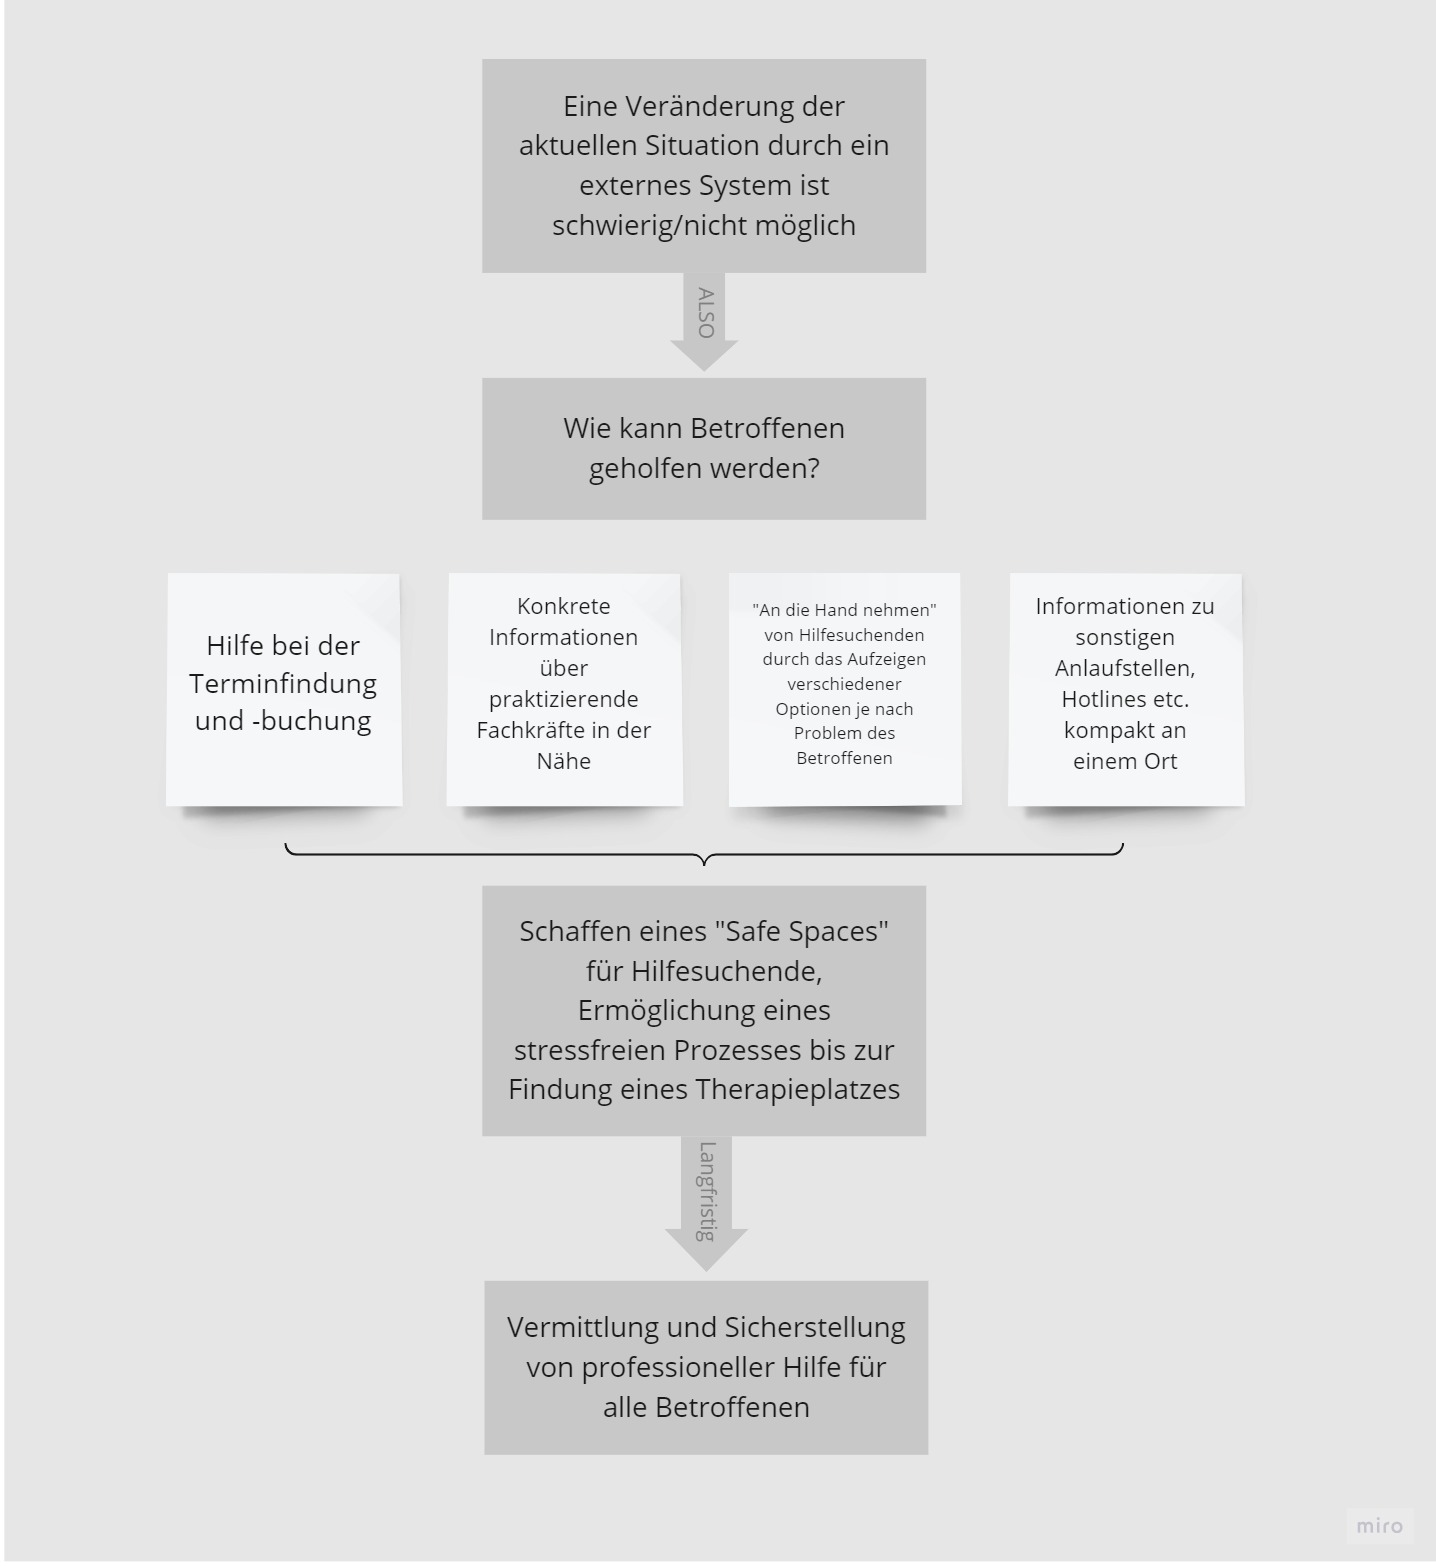 Eine Veränderung der
aktuellen Situation durch ein
externes System ist
schwierig/nicht möglich
ALSO
Wie kann Betroffenen
geholfen werden?
Hilfe bei der
Terminfindung
und -buchung
Konkrete
Informationen
über
praktizierende
Fachkräfte in der
Nähe
"An die Hand nehmen"
von Hilfesuchenden
durch das Aufzeigen
verschiedener
Optionen je nach
Problem des
Betroffenen
Informationen zu
sonstigen
Anlaufstellen,
Hotlines etc.
kompakt an
einem Ort
Schaffen eines "Safe Spaces"
für Hilfesuchende,
Ermöglichung eines
stressfreien Prozesses bis zur
Findung eines Therapieplatzes
Langfristig
Vermittlung und Sicherstellung
von professioneller Hilfe für
alle Betroffenen
miro